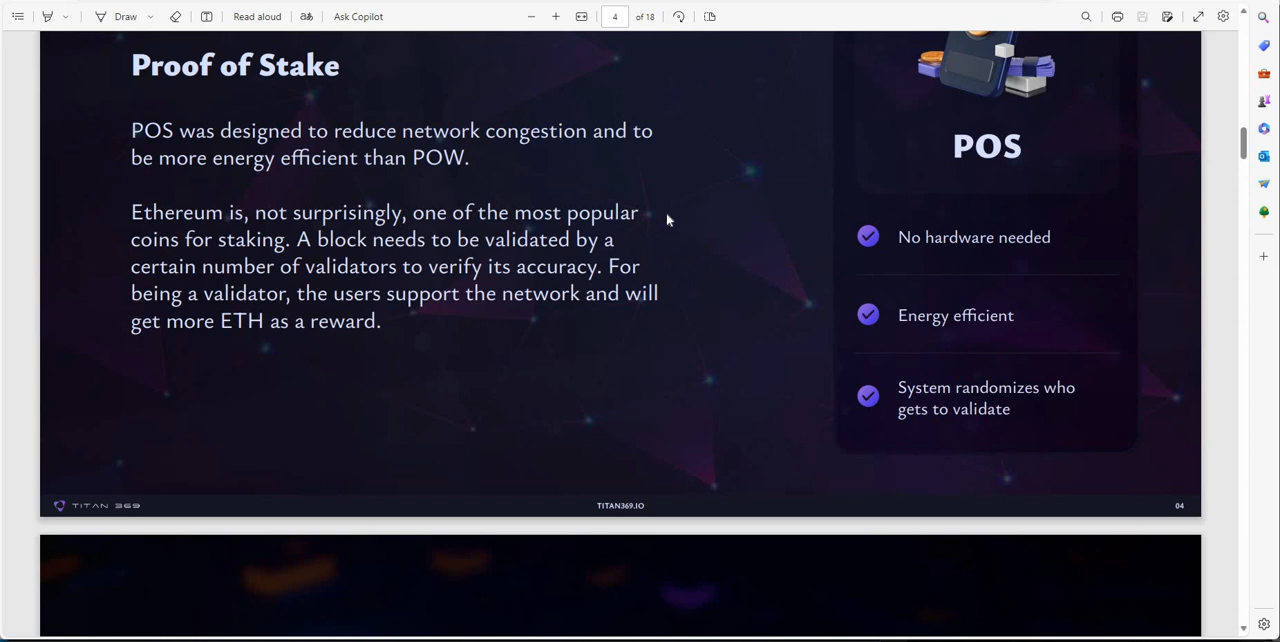 Draw
Read aloud
aあ
Ask Copilot
4
of 18
Proof of Stake
POS was designed to reduce network congestion and to
be more energy efficient than POW.
Ethereum is, not surprisingly, one of the most popular
coins for staking. A block needs to be validated by a
certain number of validators to verify its accuracy. For
being a validator, the users support the network and will
get more ETH as a reward.
POS
No hardware needed
Energy efficient
System randomizes who
gets to validate
TITAN 369
TITAN369.IO
04